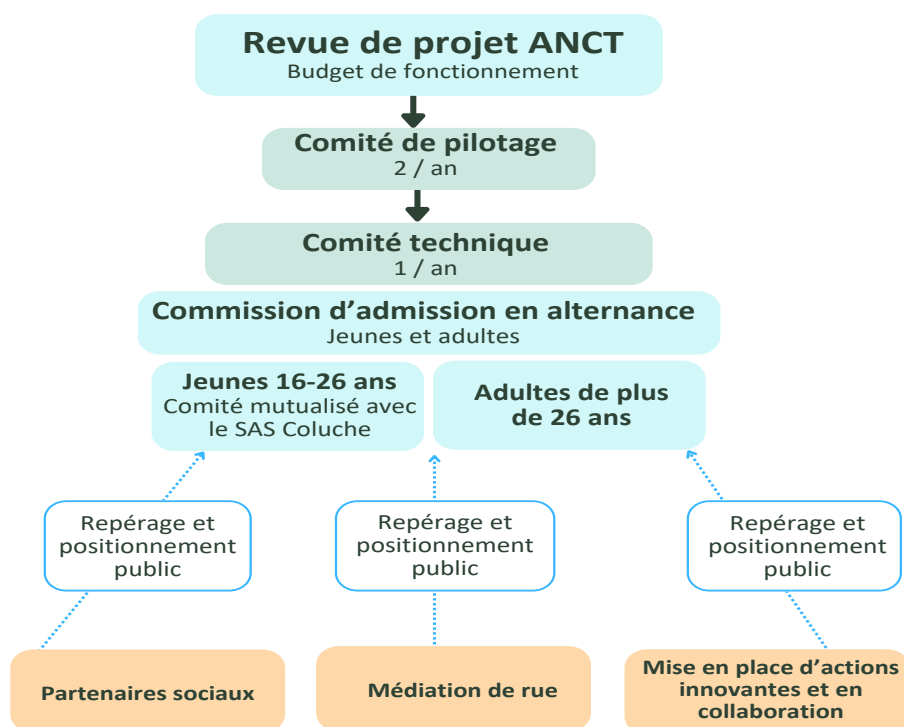 Revue de projet ANCT
Budget de fonctionnement
Comité de pilotage
2 / an
Comité technique
1 / an
Commission d’admission en alternance
Jeunes et adultes
Jeunes 16-26 ans
Comité mutualisé avec
le SAS Coluche
Adultes de plus
de 26 ans
Repérage et
positionnement
public
Repérage et
positionnement
public
Repérage et
positionnement
public
Partenaires sociaux
Médiation de rue
Mise en place d’actions
innovantes et en
collaboration